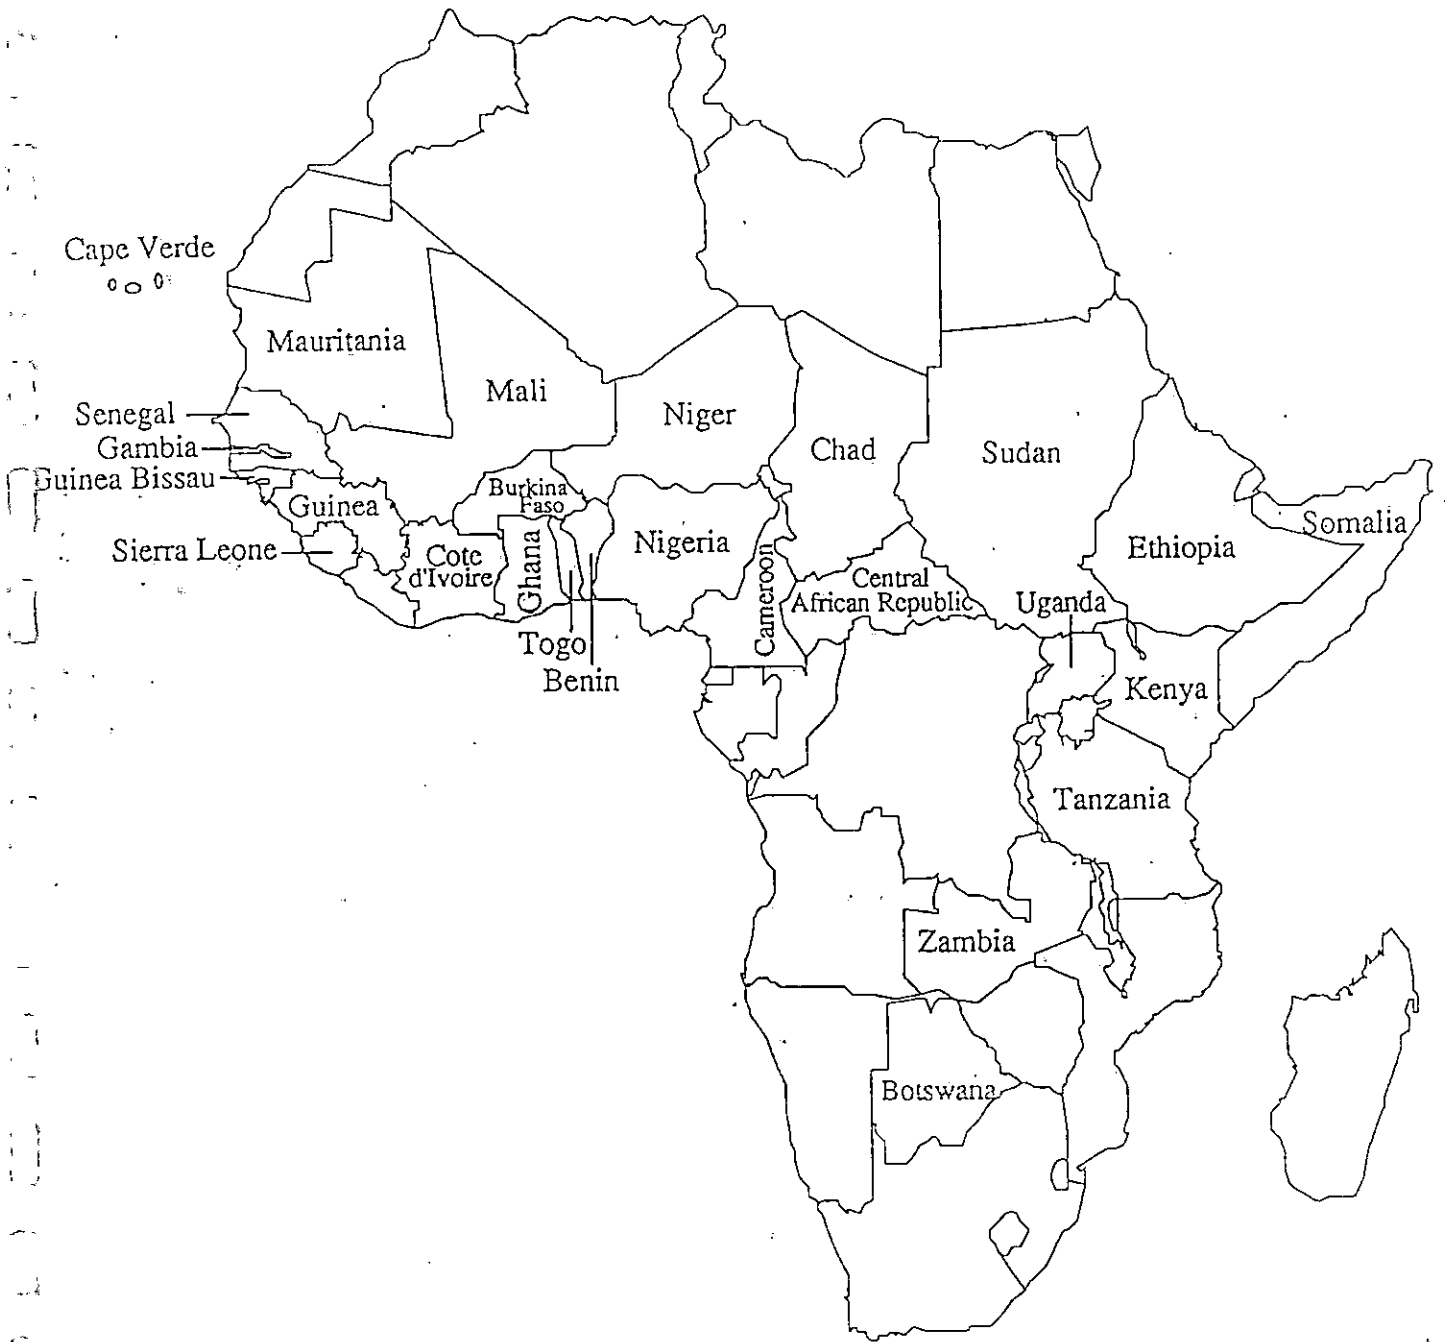 Cape Verde
Mauritania
Mali
Niger
Chad
Sudan
Senegal
Gambia
Guinea Bissau
Guinea
Sierra Leone
Cote
d'Ivoire
Burkina
Faso
Ghana
Togo
Benin
Nigeria
Cameroon
Central
African Republic
Ethiopia
Somalia
Uganda
Kenya
Tanzania
Zambia
Botswana